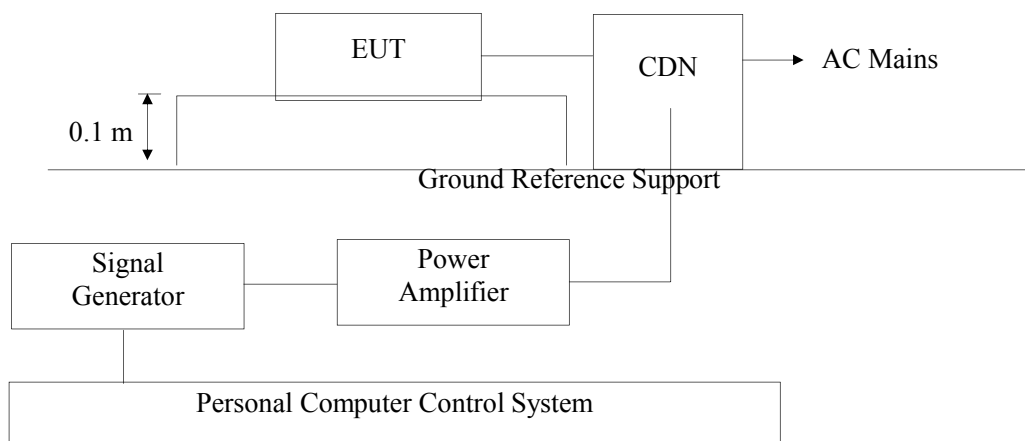 EUT
CDN
AC Mains
0.1 m
Ground Reference Support
Signal
Generator
Power
Amplifier
Personal Computer Control System